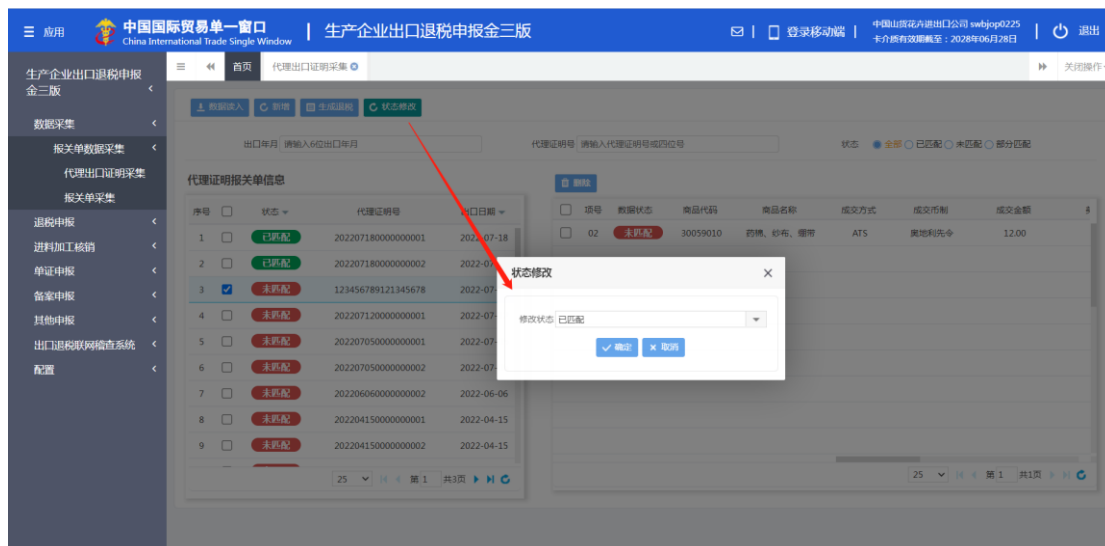 应用
中国国际贸易单一窗口
China International Trade Single Window
生产企业出口退税申报金三版
登录移动端
中国山货花卉进出口公司 swbjop0225
卡介质有效期截至：2028年06月28日
退出
生产企业出口退税申报金三版
首页 代理出口证明采集
关闭操作
数据采集
报关单数据采集
代理出口证明采集
报关单采集
退税申报
进料加工核销
单证申报
备案申报
其他申报
出口退税联网稽查系统
配置
数据读入 新增 生成退税 状态修改
出口年月 请输入6位出口年月 代理证明号 请输入代理证明号或四位号 状态 全部 已匹配 未匹配 部分匹配
代理证明报关单信息
删除
序号 状态 代理证明号 出口日期
1 已匹配 202207180000000001 2022-07-18
2 已匹配 202207180000000002 2022-07
3 未匹配 123456789121345678 2022-07
4 未匹配 202207120000000001 2022-07
5 未匹配 202207050000000001 2022-07
6 未匹配 202207050000000002 2022-07
7 未匹配 202206060000000002 2022-06-06
8 未匹配 202204150000000001 2022-04-15
9 未匹配 202204150000000002 2022-04-15
25 第 1 共3页
项号 数据状态 商品代码 商品名称 成交方式 成交币制 成交金额
02 未匹配 30059010 药棉、纱布、绷带 ATS 奥地利先令 12.00
25 第 1 共1页
状态修改
修改状态 已匹配
确定 取消